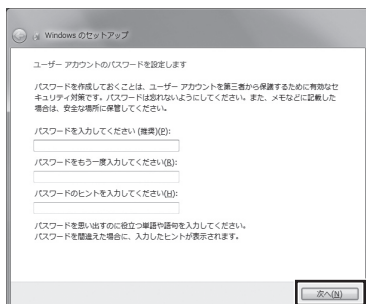 Windows のセットアップ
ユーザー アカウントのパスワードを設定します
パスワードを作成しておくことは、ユーザー アカウントを第三者から保護するために有効なセ
キュリティ対策です。パスワードは忘れないようにしてください。また、メモなどに記載した
場合は、安全な場所に保管してください。
パスワードを入力してください (推奨)(P):
パスワードをもう一度入力してください(R):
パスワードのヒントを入力してください(H):
パスワードを思い出すのに役立つ単語や語句を入力してください。
パスワードを間違えた場合に、入力したヒントが表示されます。
次へ(N)